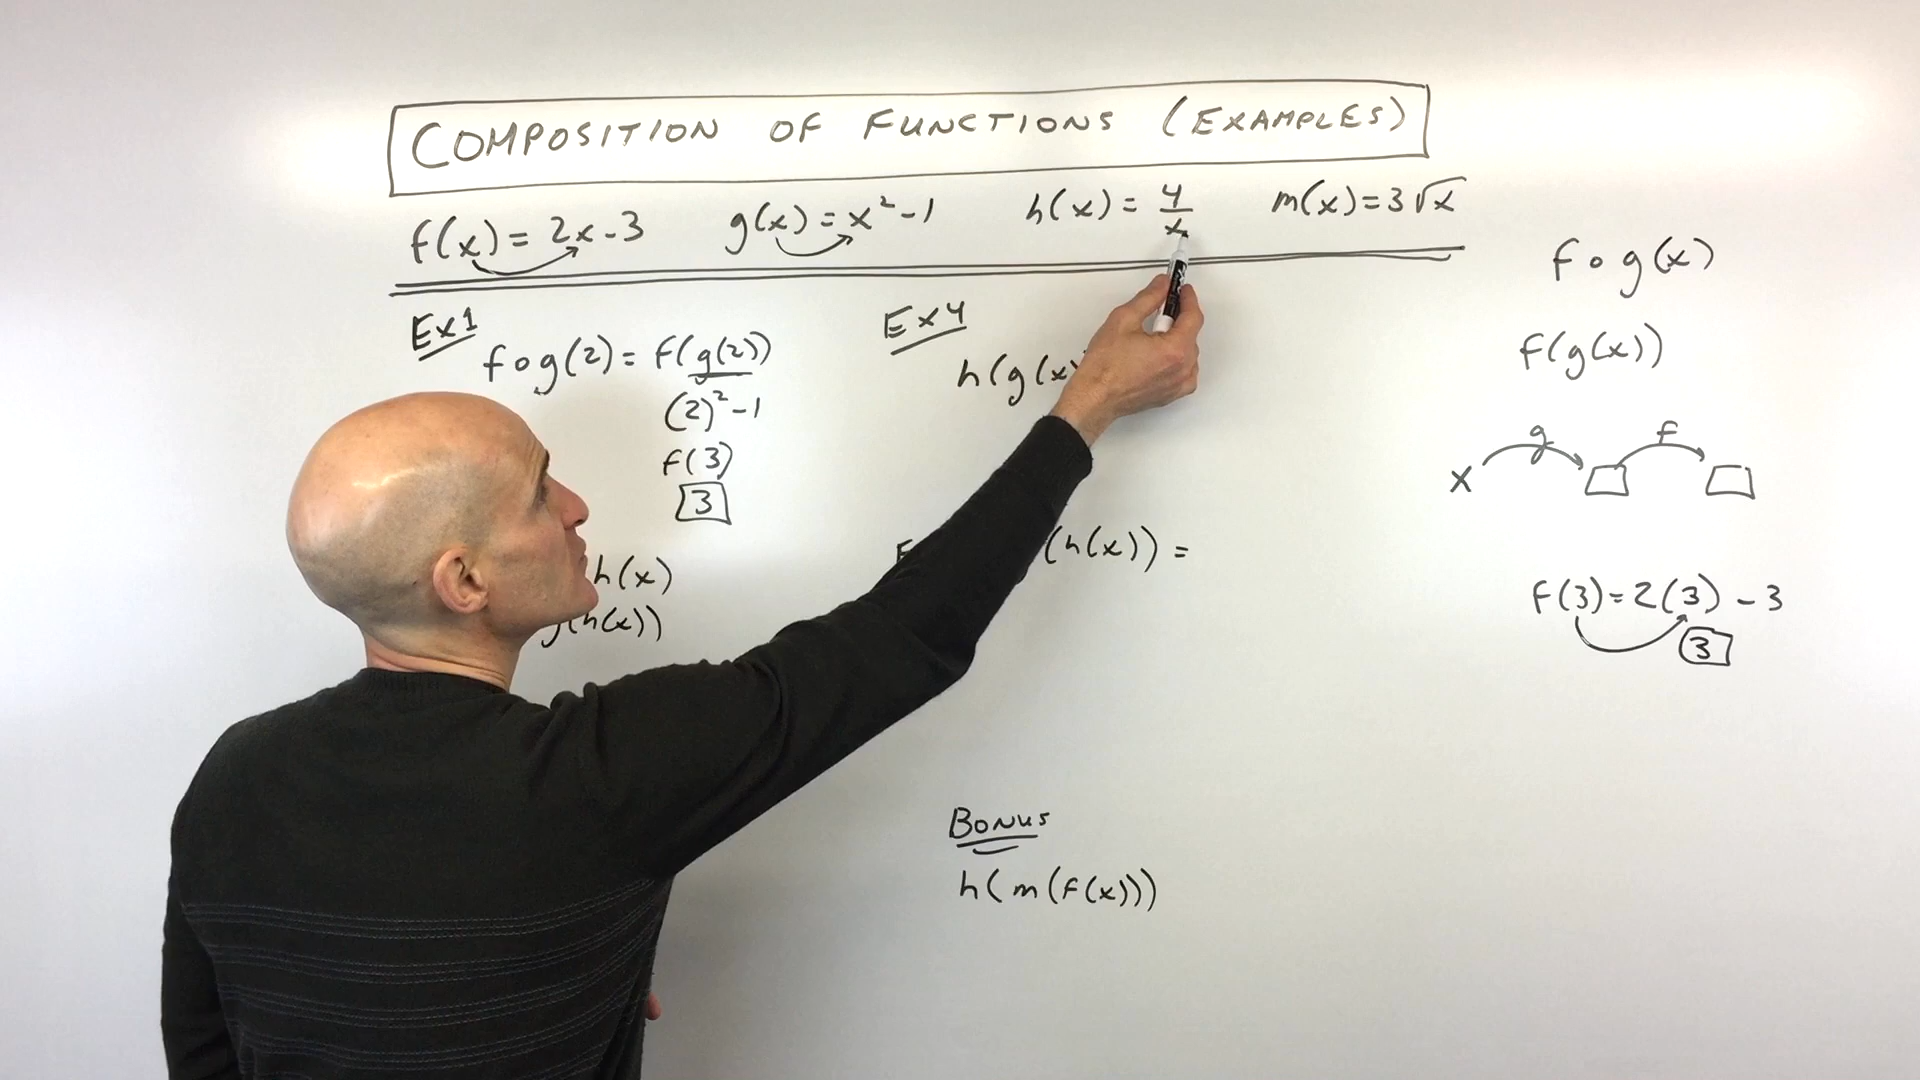 COMPOSITION OF FUNCTIONS (EXAMPLES)
f(x) = 2x - 3 g(x) = x² - 1 h(x) = 4/x m(x) = 3√x
Ex1
f∘g(2) = f(g(2))
(2)² - 1
f(3)
3
h(x)
(h(x))
Ex4
h(g(x)
(h(x)) =
Bonus
h(m(f(x)))
f∘g(x)
f(g(x))
x g f
f(3) = 2(3) - 3
3